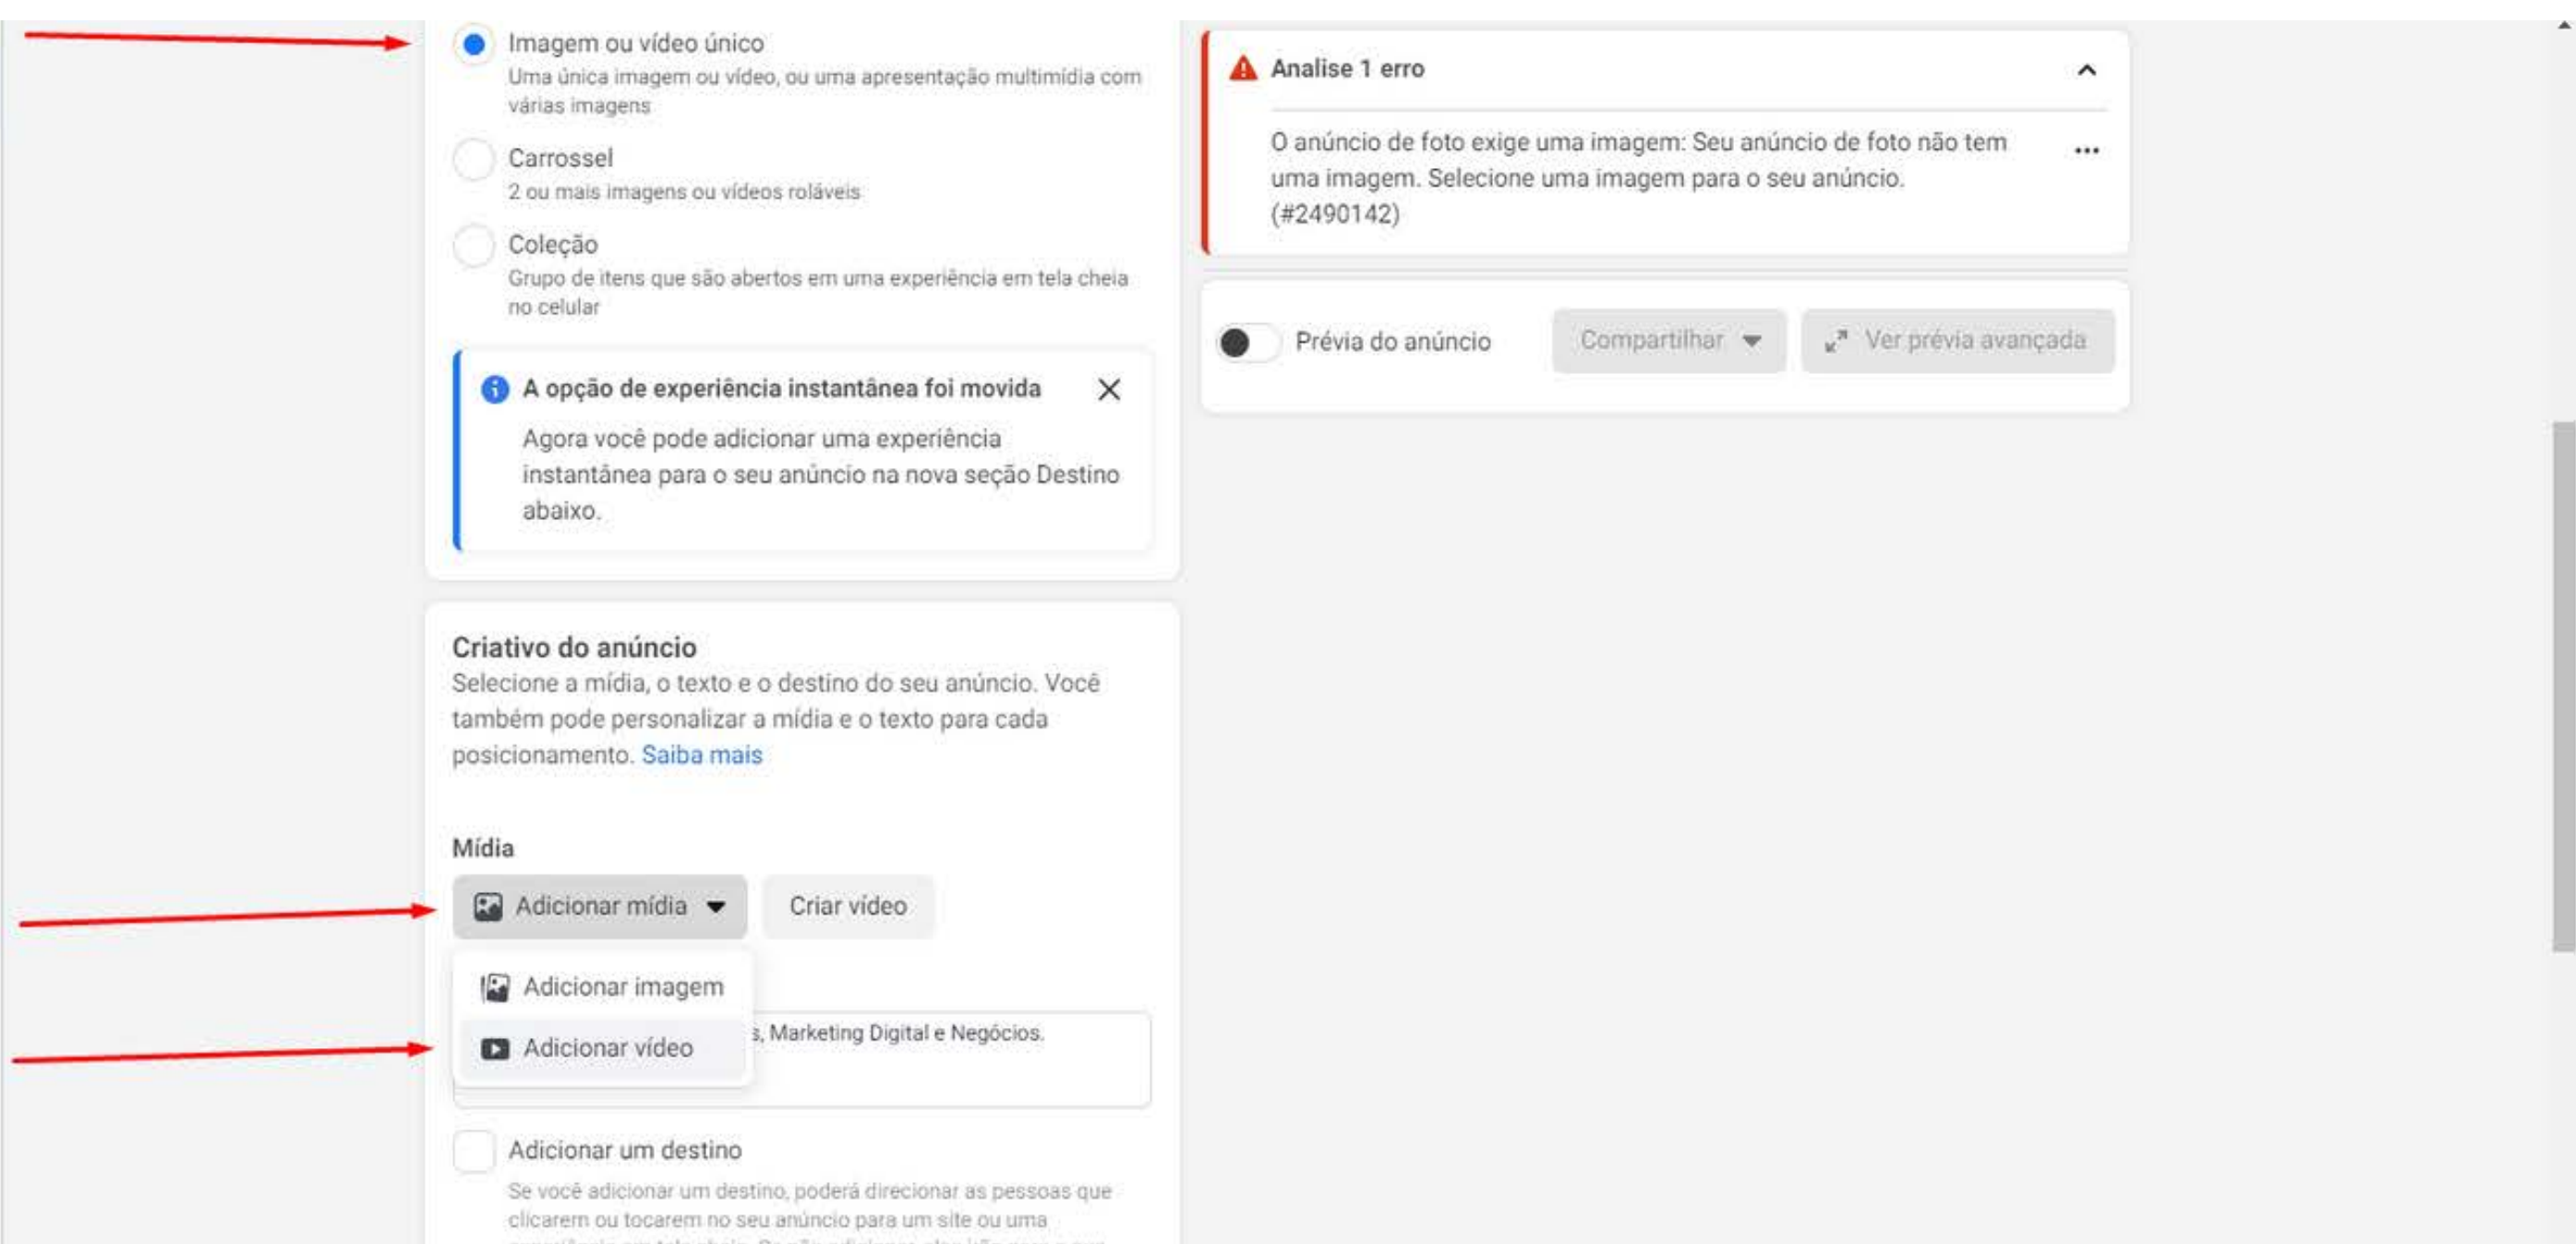 Imagem ou vídeo único
Uma única imagem ou vídeo, ou uma apresentação multimídia com
várias imagens
Carrossel
2 ou mais imagens ou vídeos roláveis
Coleção
Grupo de itens que são abertos em uma experiência em tela cheia
no celular
A opção de experiência instantânea foi movida
Agora você pode adicionar uma experiência
instantânea para o seu anúncio na nova seção Destino
abaixo.
Criativo do anúncio
Selecione a mídia, o texto e o destino do seu anúncio. Você
também pode personalizar a mídia e o texto para cada
posicionamento. Saiba mais
Mídia
Adicionar mídia
Criar vídeo
Adicionar imagem
Adicionar vídeo
s, Marketing Digital e Negócios.
Adicionar um destino
Se você adicionar um destino, poderá direcionar as pessoas que
clicarem ou tocarem no seu anúncio para um site ou uma
Analise 1 erro
O anúncio de foto exige uma imagem: Seu anúncio de foto não tem
uma imagem. Selecione uma imagem para o seu anúncio.
(#2490142)
Prévia do anúncio
Compartilhar
Ver prévia avançada